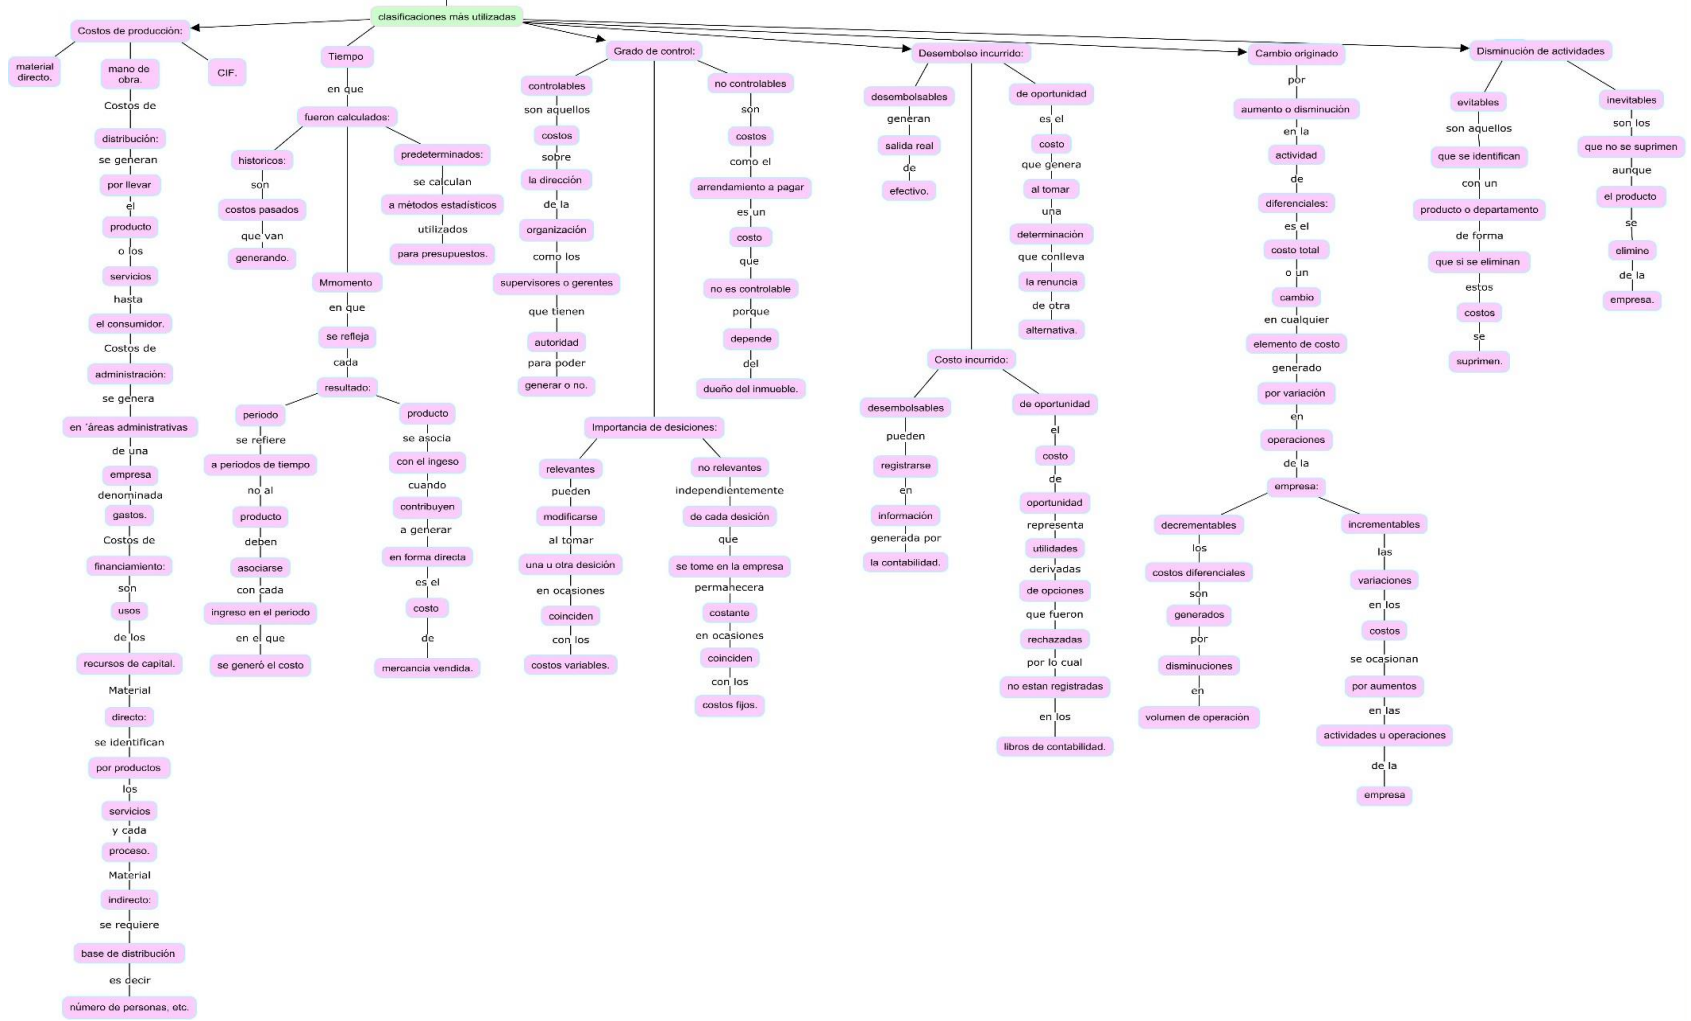 clasificaciones más utilizadas
Costos de producción:
material
directo.
mano de
obra.
CIF.
Costos de
distribución:
se generan
por llevar
el
producto
o los
servicios
hasta
el consumidor.
Costos de
administración:
se genera
en ´áreas administrativas
de una
empresa
denominada
gastos.
Costos de
financiamiento:
son
usos
de los
recursos de capital.
Material
directo:
se identifican
por productos
los
servicios
y cada
proceso.
Material
indirecto:
se requiere
base de distribución
es decir
número de personas, etc.
Tiempo
en que
fueron calculados:
historicos:
son
costos pasados
que van
generando.
predeterminados:
se calculan
a métodos estadísticos
utilizados
para presupuestos.
Mmomento
en que
se refleja
cada
resultado:
periodo
se refiere
a periodos de tiempo
no al
producto
deben
asociarse
con cada
ingreso en el periodo
en el que
se generó el costo
producto
se asocia
con el ingeso
cuando
contribuyen
a generar
en forma directa
es el
costo
de
mercancia vendida.
Grado de control:
controlables
son aquellos
costos
sobre
la dirección
de la
organización
como los
supervisores o gerentes
que tienen
autoridad
para poder
generar o no.
no controlables
son
costos
como el
arrendamiento a pagar
es un
costo
que
no es controlable
porque
depende
del
dueño del inmueble.
Importancia de desiciones:
relevantes
pueden
modificarse
al tomar
una u otra desición
en ocasiones
coinciden
con los
costos variables.
no relevantes
independientemente
de cada desición
que
se tome en la empresa
permanecera
costante
en ocasiones
coinciden
con los
costos fijos.
Desembolso incurrido:
desembolsables
generan
salida real
de
efectivo.
de oportunidad
es el
costo
que genera
al tomar
una
determinación
que conlleva
la renuncia
de otra
alternativa.
Costo incurrido:
desembolsables
pueden
registrarse
en
información
generada por
la contabilidad.
de oportunidad
el
costo
de
oportunidad
representa
utilidades
derivadas
de opciones
que fueron
rechazadas
por lo cual
no estan registradas
en los
libros de contabilidad.
Cambio originado
por
aumento o disminución
en la
actividad
de
diferenciales:
es el
costo total
o un
cambio
en cualquier
elemento de costo
generado
por variación
en
operaciones
de la
empresa:
decrementables
los
costos diferenciales
son
generados
por
disminuciones
en
volumen de operación
incrementables
las
variaciones
en los
costos
se ocasionan
por aumentos
en las
actividades u operaciones
de la
empresa
Disminución de actividades
evitables
son aquellos
que se identifican
con un
producto o departamento
de forma
que si se eliminan
estos
costos
se
suprimen.
inevitables
son los
que no se suprimen
aunque
el producto
se
elimino
de la
empresa.